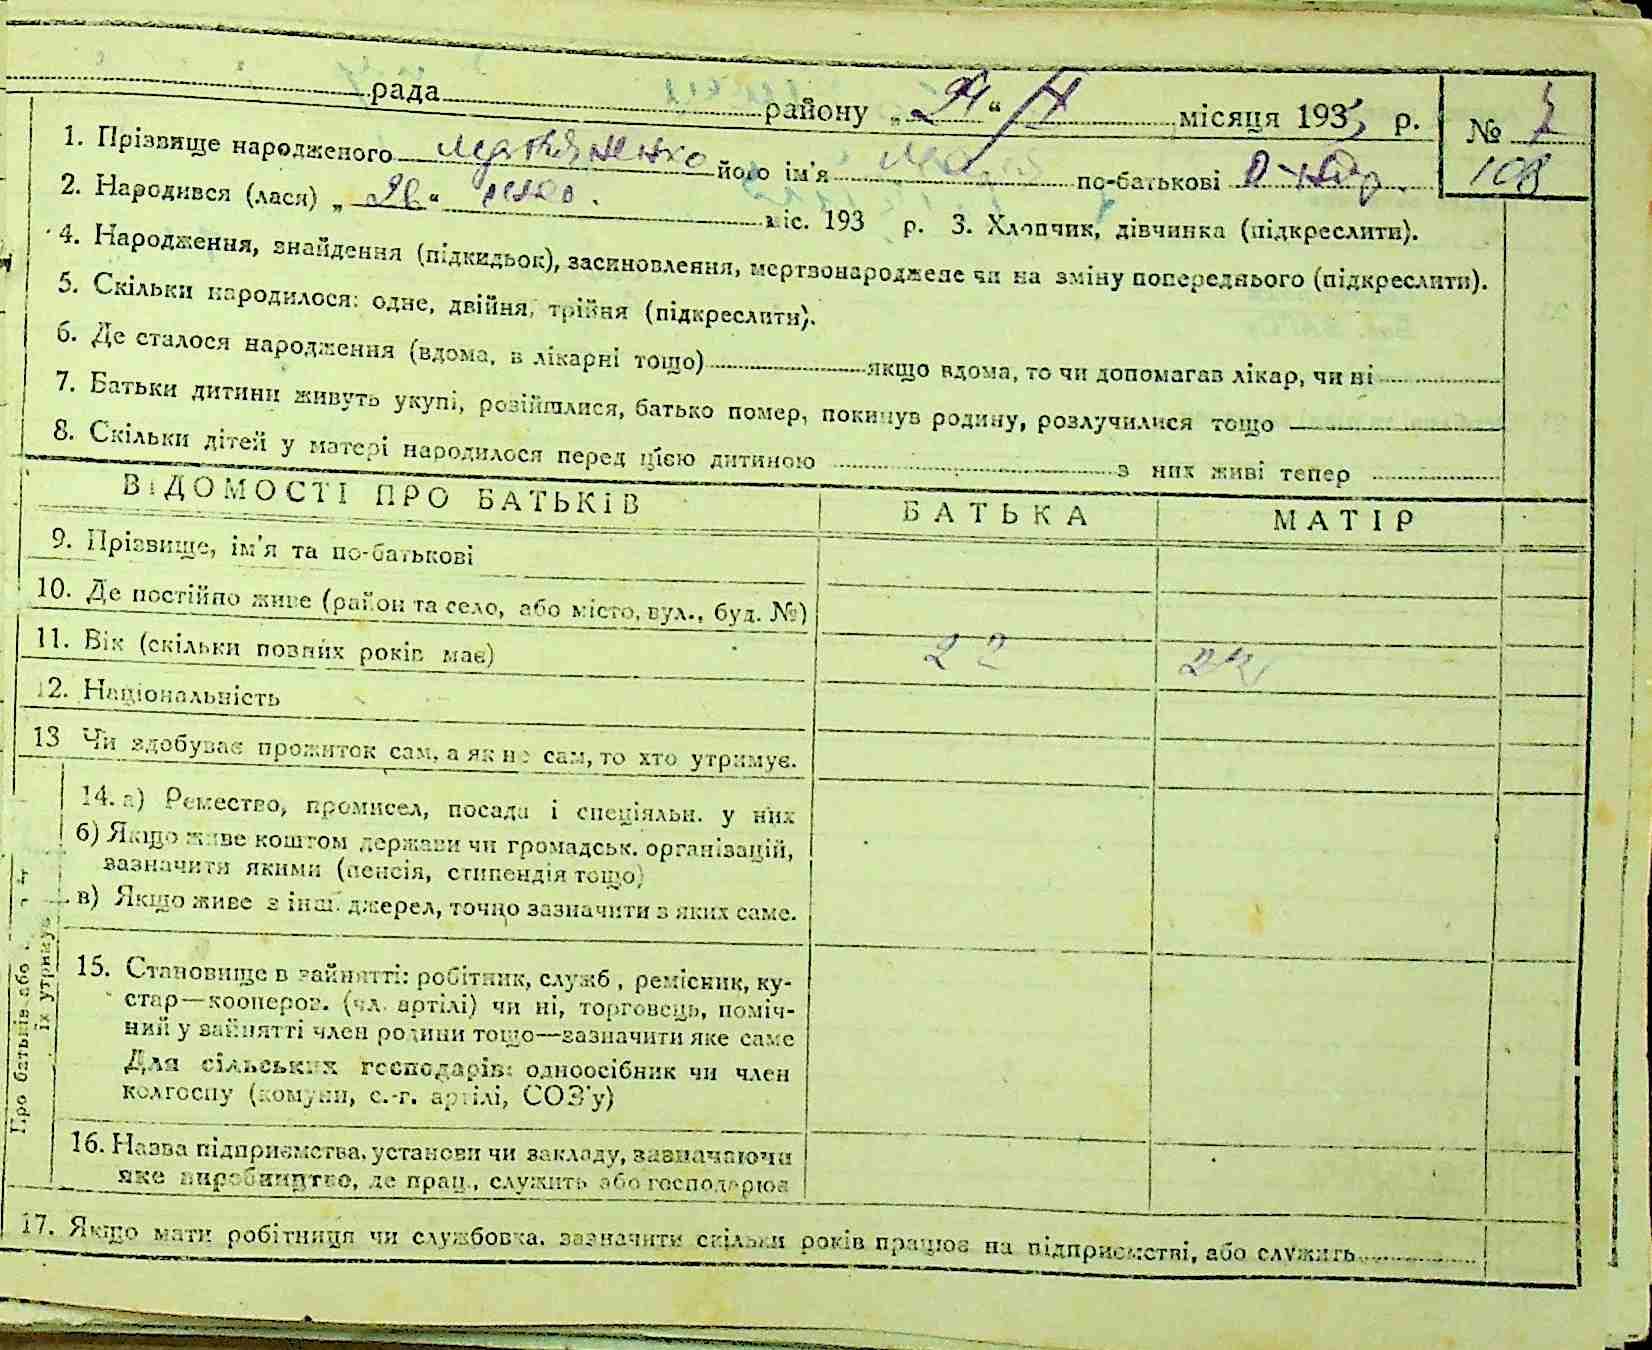 рада району „24“ місяця 1935 р. №
1. Прізвище народженого його ім'я по-батькові 108
2. Народився (лася) „26“ міс. 193 р. 3. Хлопчик, дівчинка (підкреслити).
4. Народження, знайдення (підкидьок), засиновлення, мертвонароджене чи на зміну попереднього (підкреслити).
5. Скільки народилося: одне, двійня, трійня (підкреслити).
6. Де сталося народження (вдома, в лікарні тощо) якщо вдома, то чи допомагав лікар, чи ні
7. Батьки дитини живуть укупі, розійшлися, батько помер, покинув родину, розлучилися тощо
8. Скільки дітей у матері народилося перед цією дитиною з них живі тепер
ВІДОМОСТІ ПРО БАТЬКІВ БАТЬКА МАТІР
9. Прізвище, ім'я та по-батькові
10. Де постійно живе (район та село, або місто, вул., буд. №)
11. Вік (скільки повних років має) 22
12. Національність
13 Чи здобуває прожиток сам, а як не сам, то хто утримує.
14. а) Ремество, промисел, посада і спеціяльн. у них
б) Якщо живе коштом держави чи громадськ. організацій,
зазначити якими (пенсія, стипендія тощо)
в) Якщо живе з інш. джерел, точно зазначити з яких саме.
Про батьків або
їх утримув
15. Становище в зайнятті: робітник, служб, ремісник, ку-
стар—коопером. (чл. артілі) чи ні, торговець, поміч-
ний у зайнятті член родини тощо—зазначити яке саме
Для сільських господарів: одноосібник чи член
колгоспу (комуни, с.-г. артілі, СОЗ'у)
16. Назва підприємства, установи чи закладу, зазначаючи
яке виробництво, де прац., служить або господарює
17. Якщо мати робітниця чи службовка, зазначити скільки років працює на підприємстві, або служить